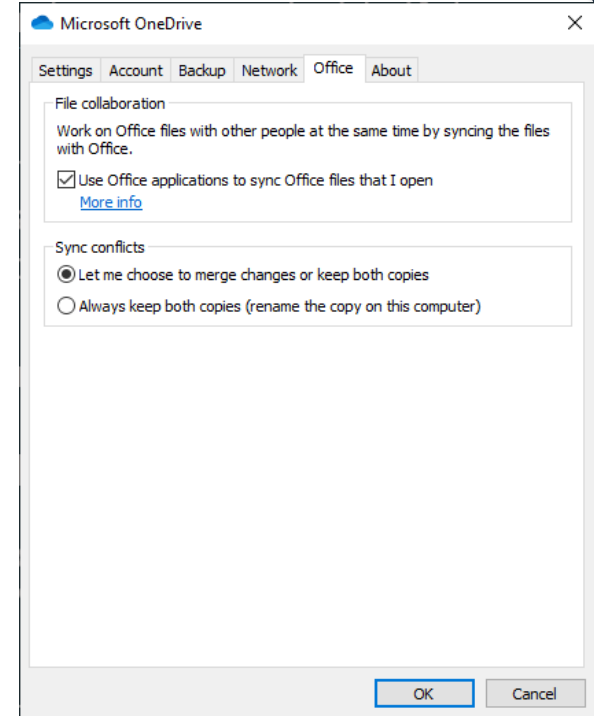 Microsoft OneDrive
Settings Account Backup Network Office About
File collaboration
Work on Office files with other people at the same time by syncing the files
with Office.
Use Office applications to sync Office files that I open
More info
Sync conflicts
Let me choose to merge changes or keep both copies
Always keep both copies (rename the copy on this computer)
OK Cancel